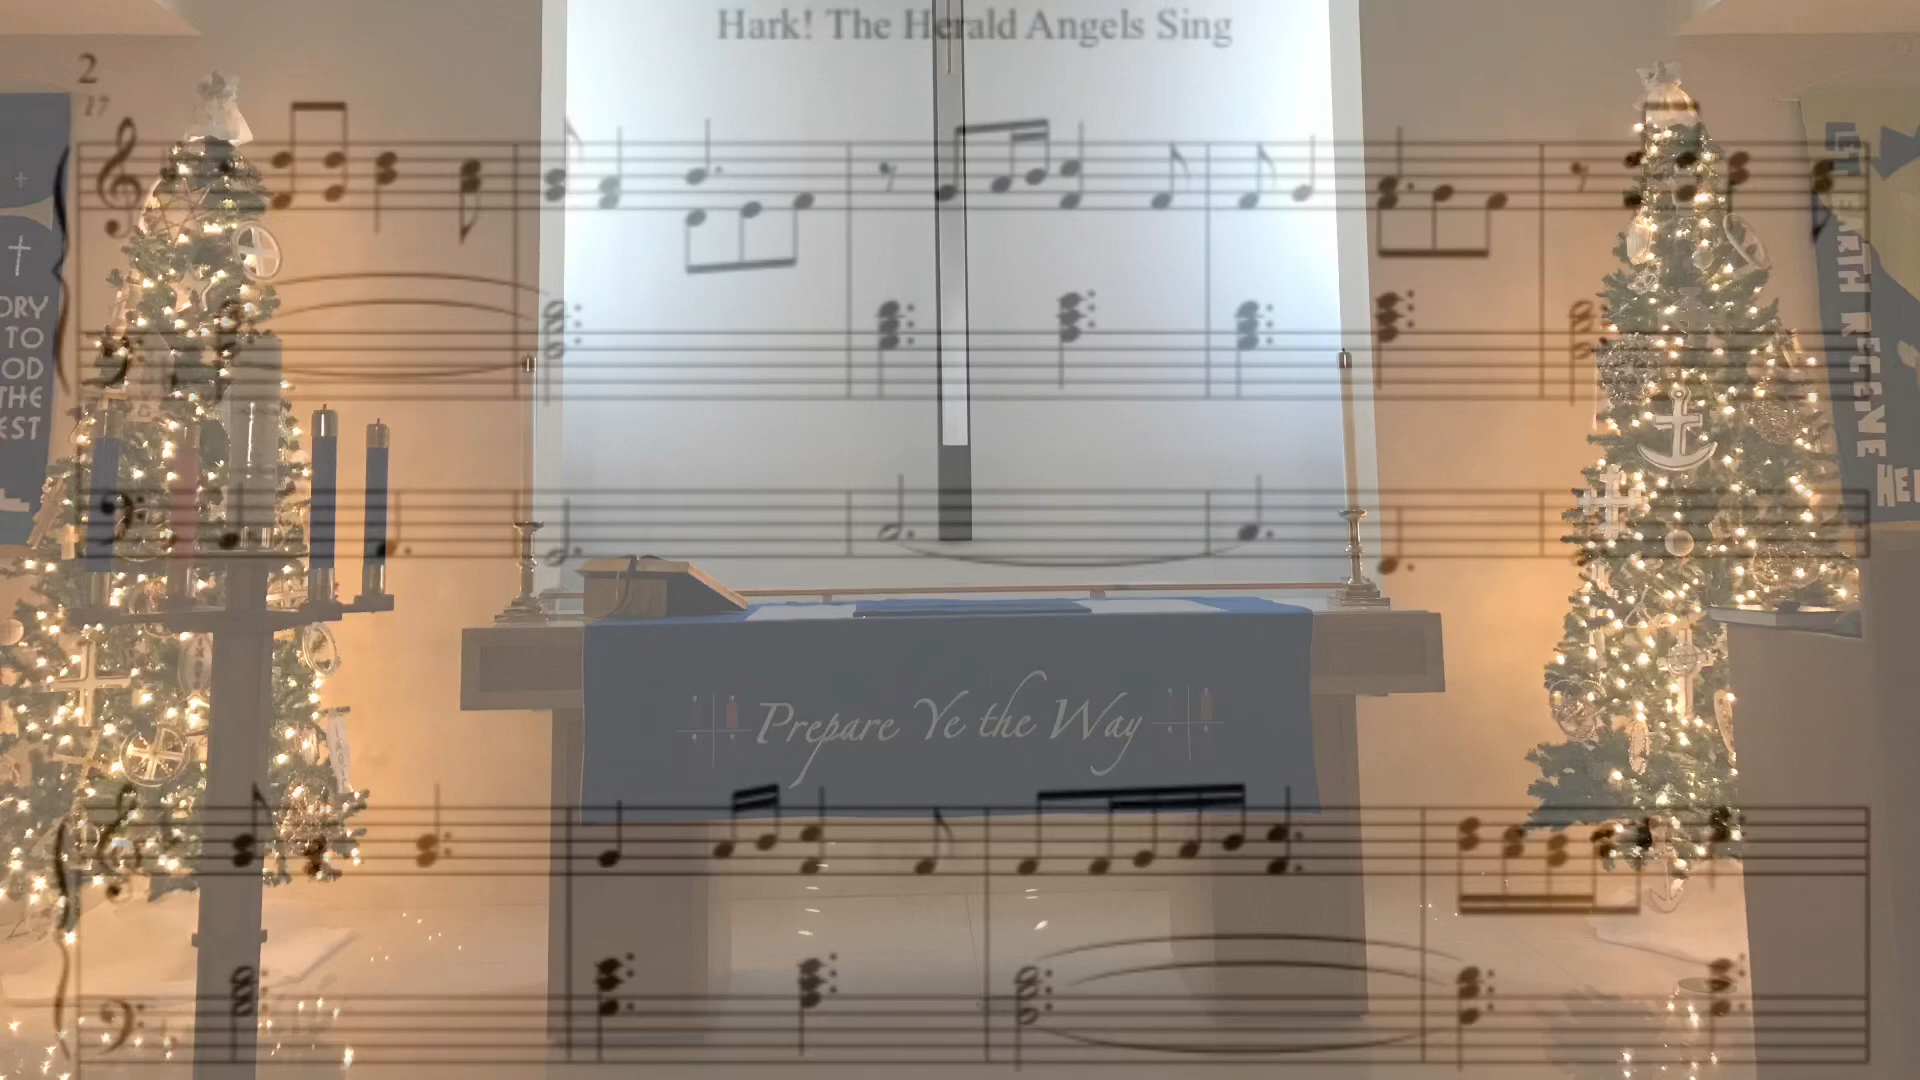 Hark! The Herald Angels Sing
2
17
ORY
TO
OD
THE
EST
LET EARTH RECEIVE
HE
Prepare Ye the Way